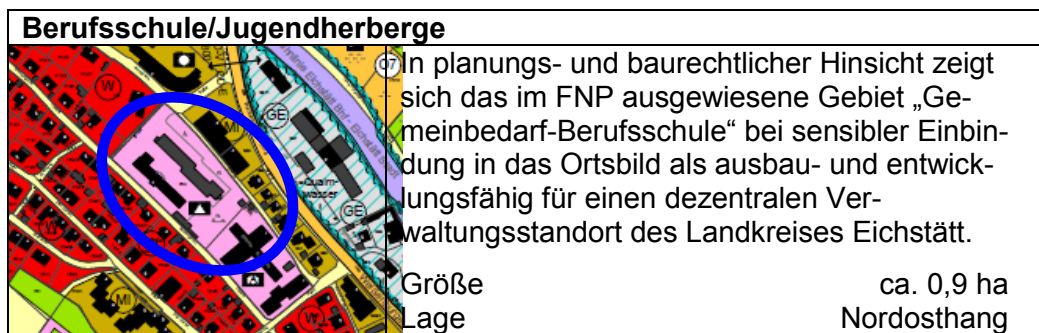 Berufsschule/Jugendherberge
In planungs- und baurechtlicher Hinsicht zeigt
sich das im FNP ausgewiesene Gebiet „Ge-
meinbedarf-Berufsschule“ bei sensibler Einbin-
dung in das Ortsbild als ausbau- und entwick-
lungsfähig für einen dezentralen Ver-
waltungsstandort des Landkreises Eichstätt.
Größe ca. 0,9 ha
Lage Nordosthang
W
MI
GE
07
Qualm-
wasser
GE
W
MI
W